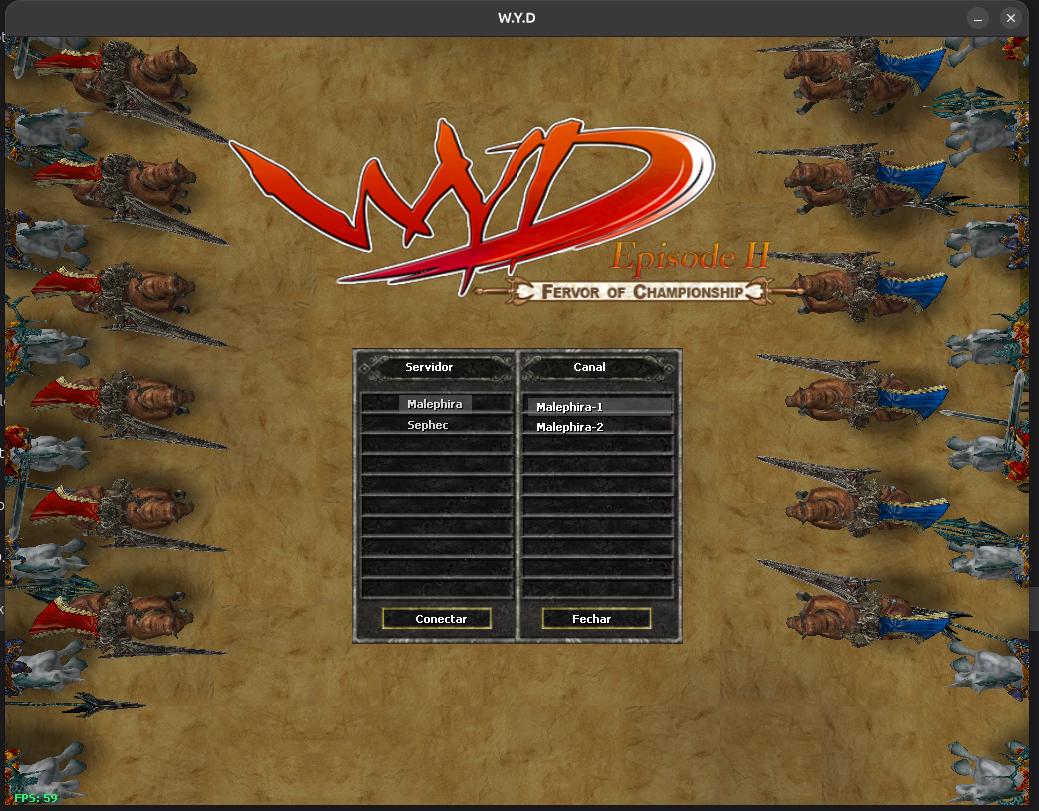 W.Y.D
WYD
Episode II
FERVOR OF CHAMPIONSHIP
Servidor
Canal
Malephira
Malephira-1
Sephec
Malephira-2
Conectar
Fechar
FPS: 59